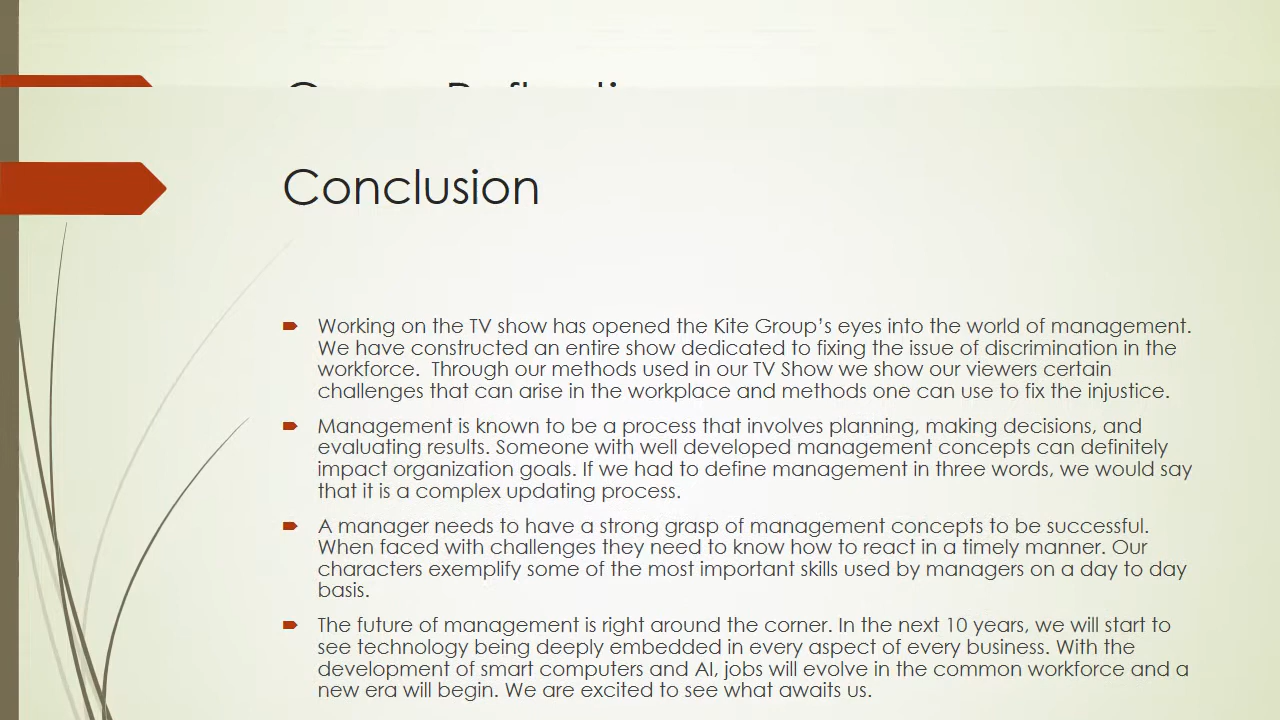 Conclusion
Working on the TV show has opened the Kite Group’s eyes into the world of management.
We have constructed an entire show dedicated to fixing the issue of discrimination in the
workforce.  Through our methods used in our TV Show we show our viewers certain
challenges that can arise in the workplace and methods one can use to fix the injustice.
Management is known to be a process that involves planning, making decisions, and
evaluating results. Someone with well developed management concepts can definitely
impact organization goals. If we had to define management in three words, we would say
that it is a complex updating process.
A manager needs to have a strong grasp of management concepts to be successful.
When faced with challenges they need to know how to react in a timely manner. Our
characters exemplify some of the most important skills used by managers on a day to day
basis.
The future of management is right around the corner. In the next 10 years, we will start to
see technology being deeply embedded in every aspect of every business. With the
development of smart computers and AI, jobs will evolve in the common workforce and a
new era will begin. We are excited to see what awaits us.